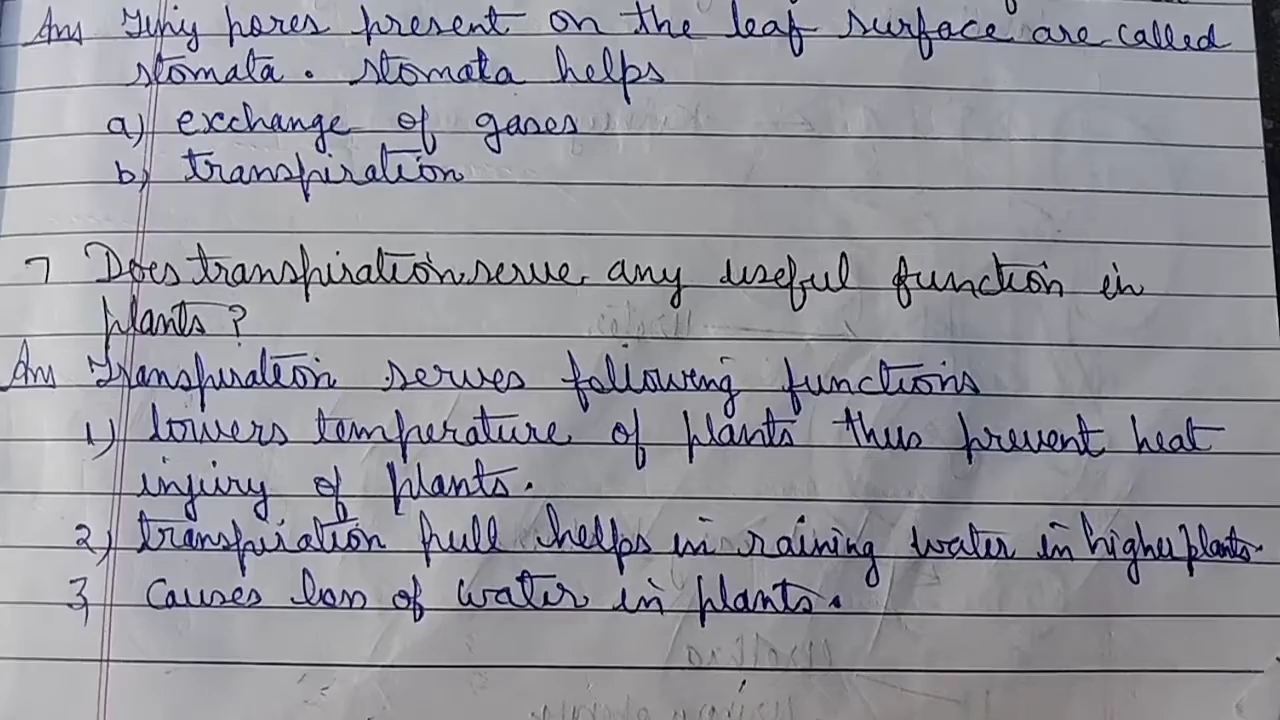 Ans Tiny pores present on the leaf surface are called
stomata. stomata helps
a) exchange of gases
b) transpiration
7 Does transpiration serve any useful function in
plants?
Ans Transpiration serves following functions
1) lowers temperature of plants thus prevent heat
injury of plants.
2) transpiration pull helps in raining water in higher plants.
3) Causes loss of water in plants.